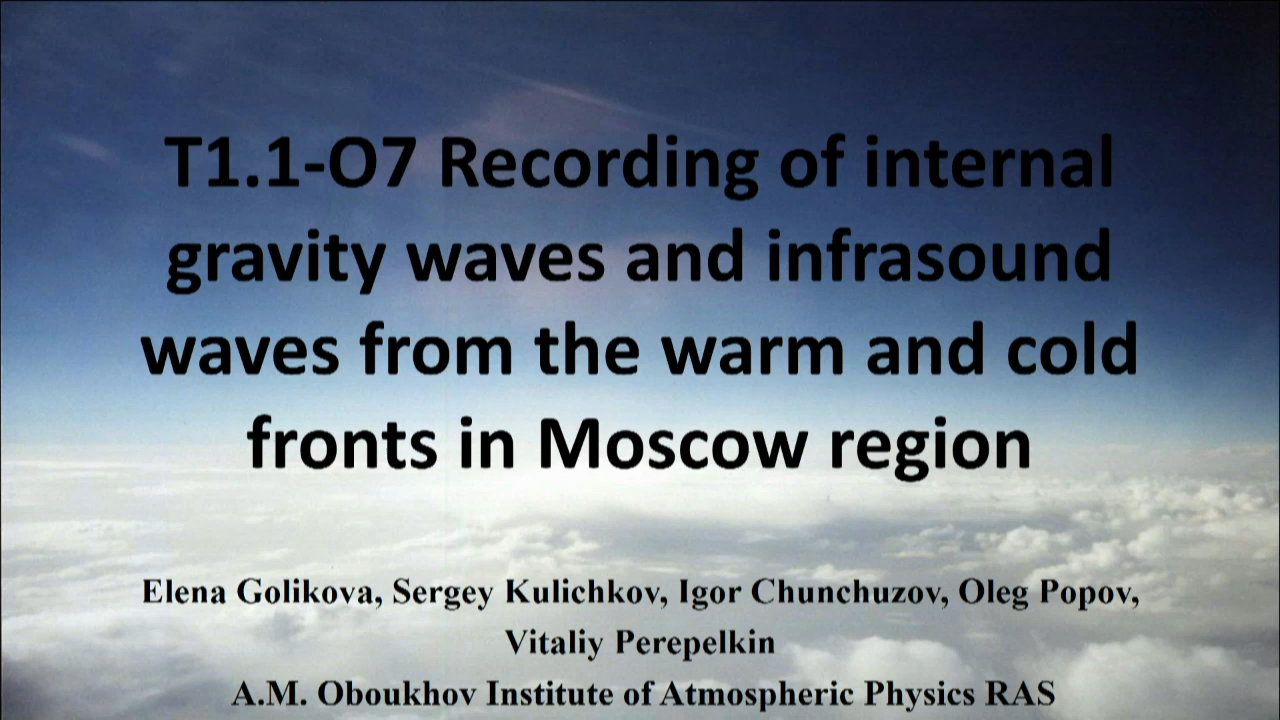 T1.1-O7 Recording of internal
gravity waves and infrasound
waves from the warm and cold
fronts in Moscow region
Elena Golikova, Sergey Kulichkov, Igor Chunchuzov, Oleg Popov,
Vitaliy Perepelkin
A.M. Oboukhov Institute of Atmospheric Physics RAS